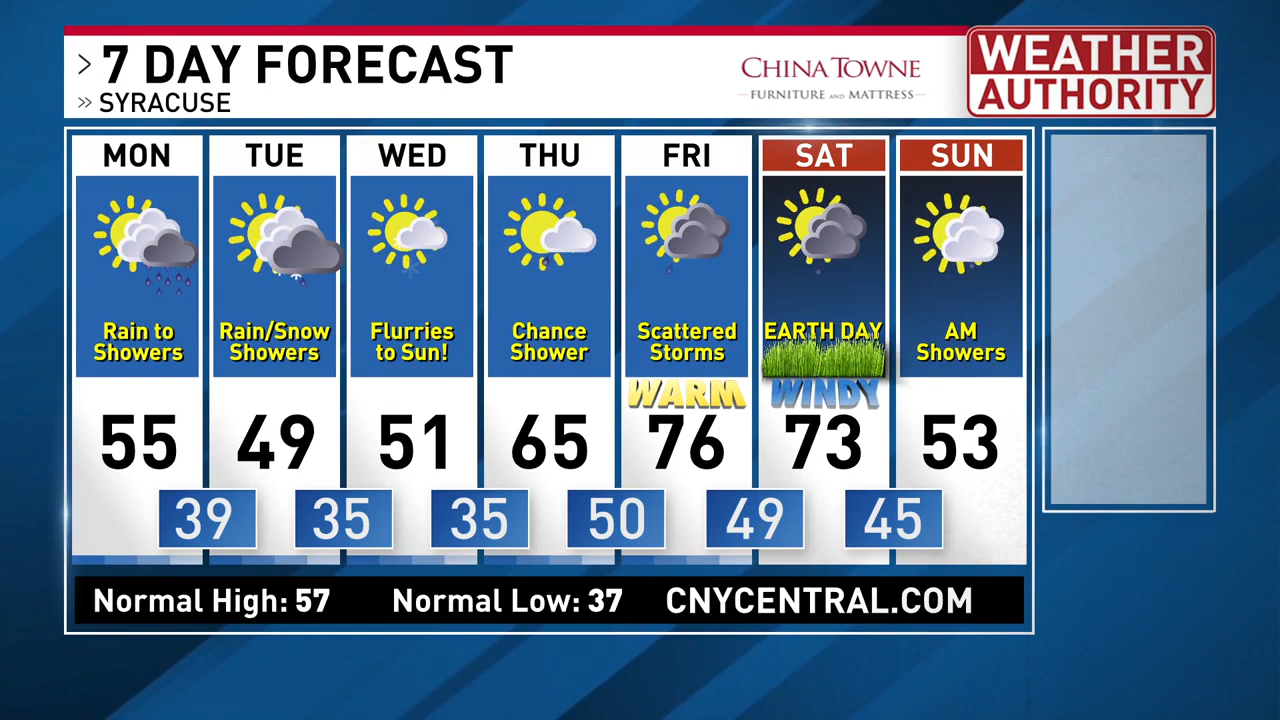 > 7 DAY FORECAST
» SYRACUSE
CHINA TOWNE
FURNITURE AND MATTRESS
WEATHER
AUTHORITY
MON TUE WED THU FRI SAT SUN
Rain to
Showers
Rain/Snow
Showers
Flurries
to Sun!
Chance
Shower
Scattered
Storms
EARTH DAY
AM
Showers
WARM WINDY
55 49 51 65 76 73 53
39 35 35 50 49 45
Normal High: 57 Normal Low: 37 CNYCENTRAL.COM